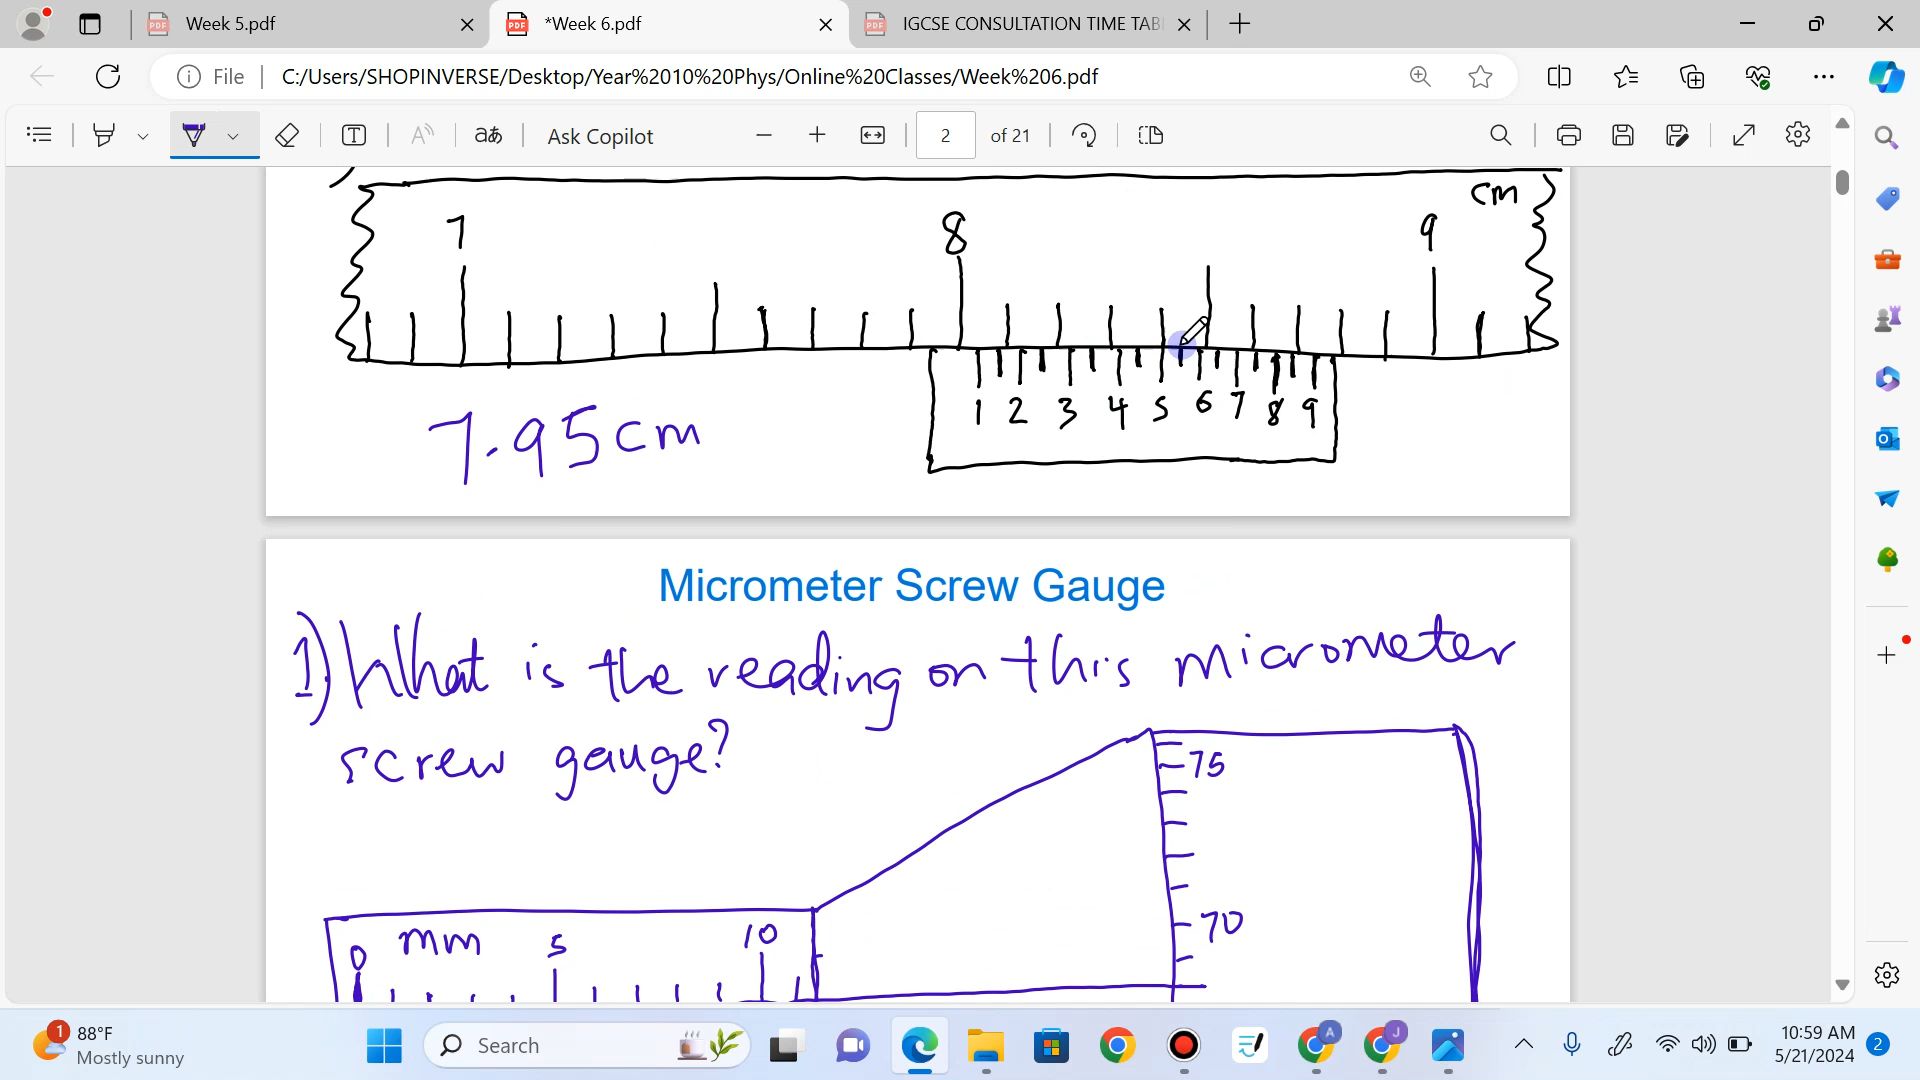 Week 5.pdf
*Week 6.pdf
IGCSE CONSULTATION TIME TAB
File
C:/Users/SHOPINVERSE/Desktop/Year%2010%20Phys/Online%20Classes/Week%206.pdf
Ask Copilot
2 of 21
cm
7 8 9
1 2 3 4 5 6 7 8 9
7.95cm
Micrometer Screw Gauge
1) What is the reading on this micrometer
screw gauge?
75
70
0 mm 5 10
1
88°F
Mostly sunny
Search
A
J
10:59 AM
5/21/2024
2